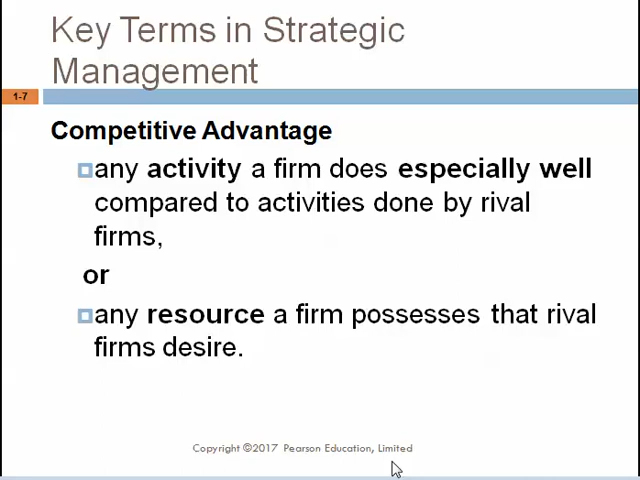 Key Terms in Strategic
Management
1-7
Competitive Advantage
any activity a firm does especially well
compared to activities done by rival
firms,
or
any resource a firm possesses that rival
firms desire.
Copyright ©2017 Pearson Education, Limited